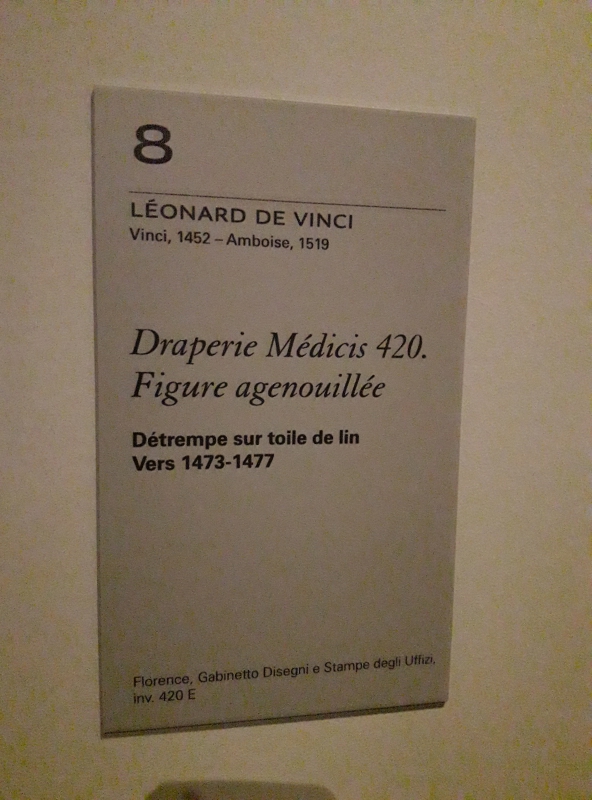 8
LÉONARD DE VINCI
Vinci, 1452 – Amboise, 1519
Draperie Médicis 420.
Figure agenouillée
Détrempe sur toile de lin
Vers 1473-1477
Florence, Gabinetto Disegni e Stampe degli Uffizi,
inv. 420 E